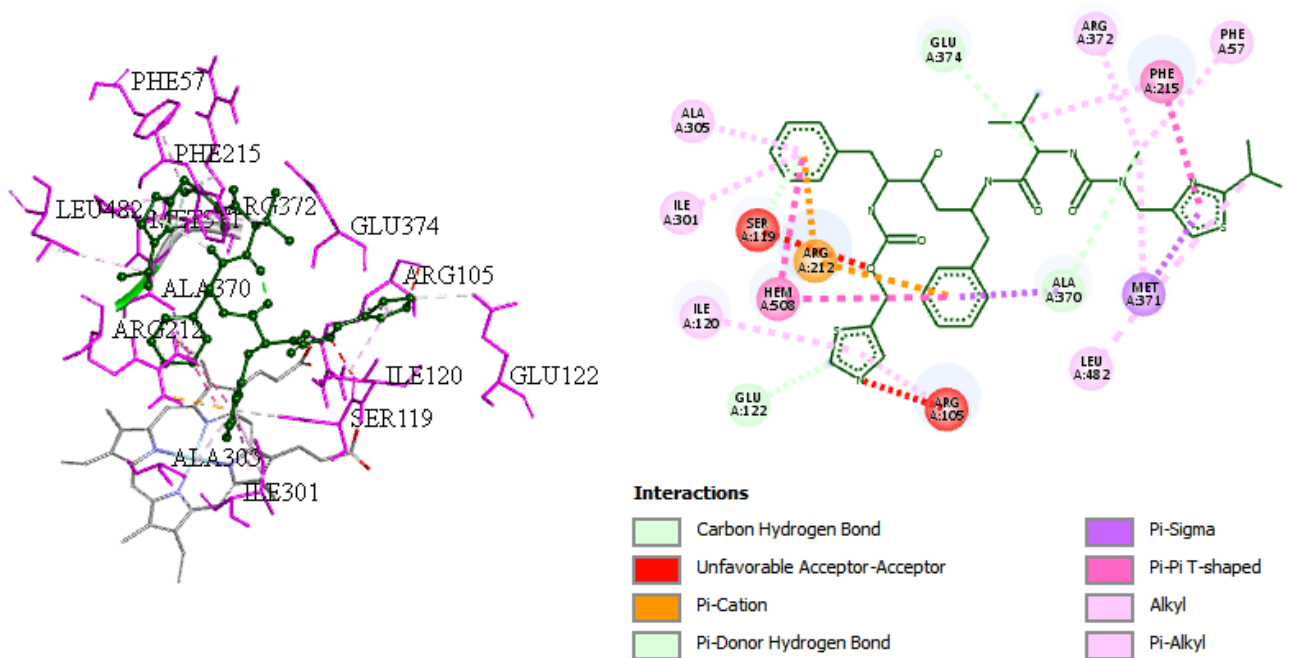 PHE57
PHE215
LEU482
ARG372
GLU374
ARG105
ALA370
ARG212
ILE120
GLU122
SER119
ALA305
ILE301
GLU
A:374
ARG
A:372
PHE
A:57
PHE
A:215
ALA
A:305
ILE
A:301
SER
A:119
ARG
A:212
HEM
A:508
ALA
A:370
MET
A:371
ILE
A:120
LEU
A:482
GLU
A:122
ARG
A:105
O
N
N
N
N
O
O
N
S
O
O
S
N
Interactions
Carbon Hydrogen Bond
Unfavorable Acceptor-Acceptor
Pi-Cation
Pi-Donor Hydrogen Bond
Pi-Sigma
Pi-Pi T-shaped
Alkyl
Pi-Alkyl